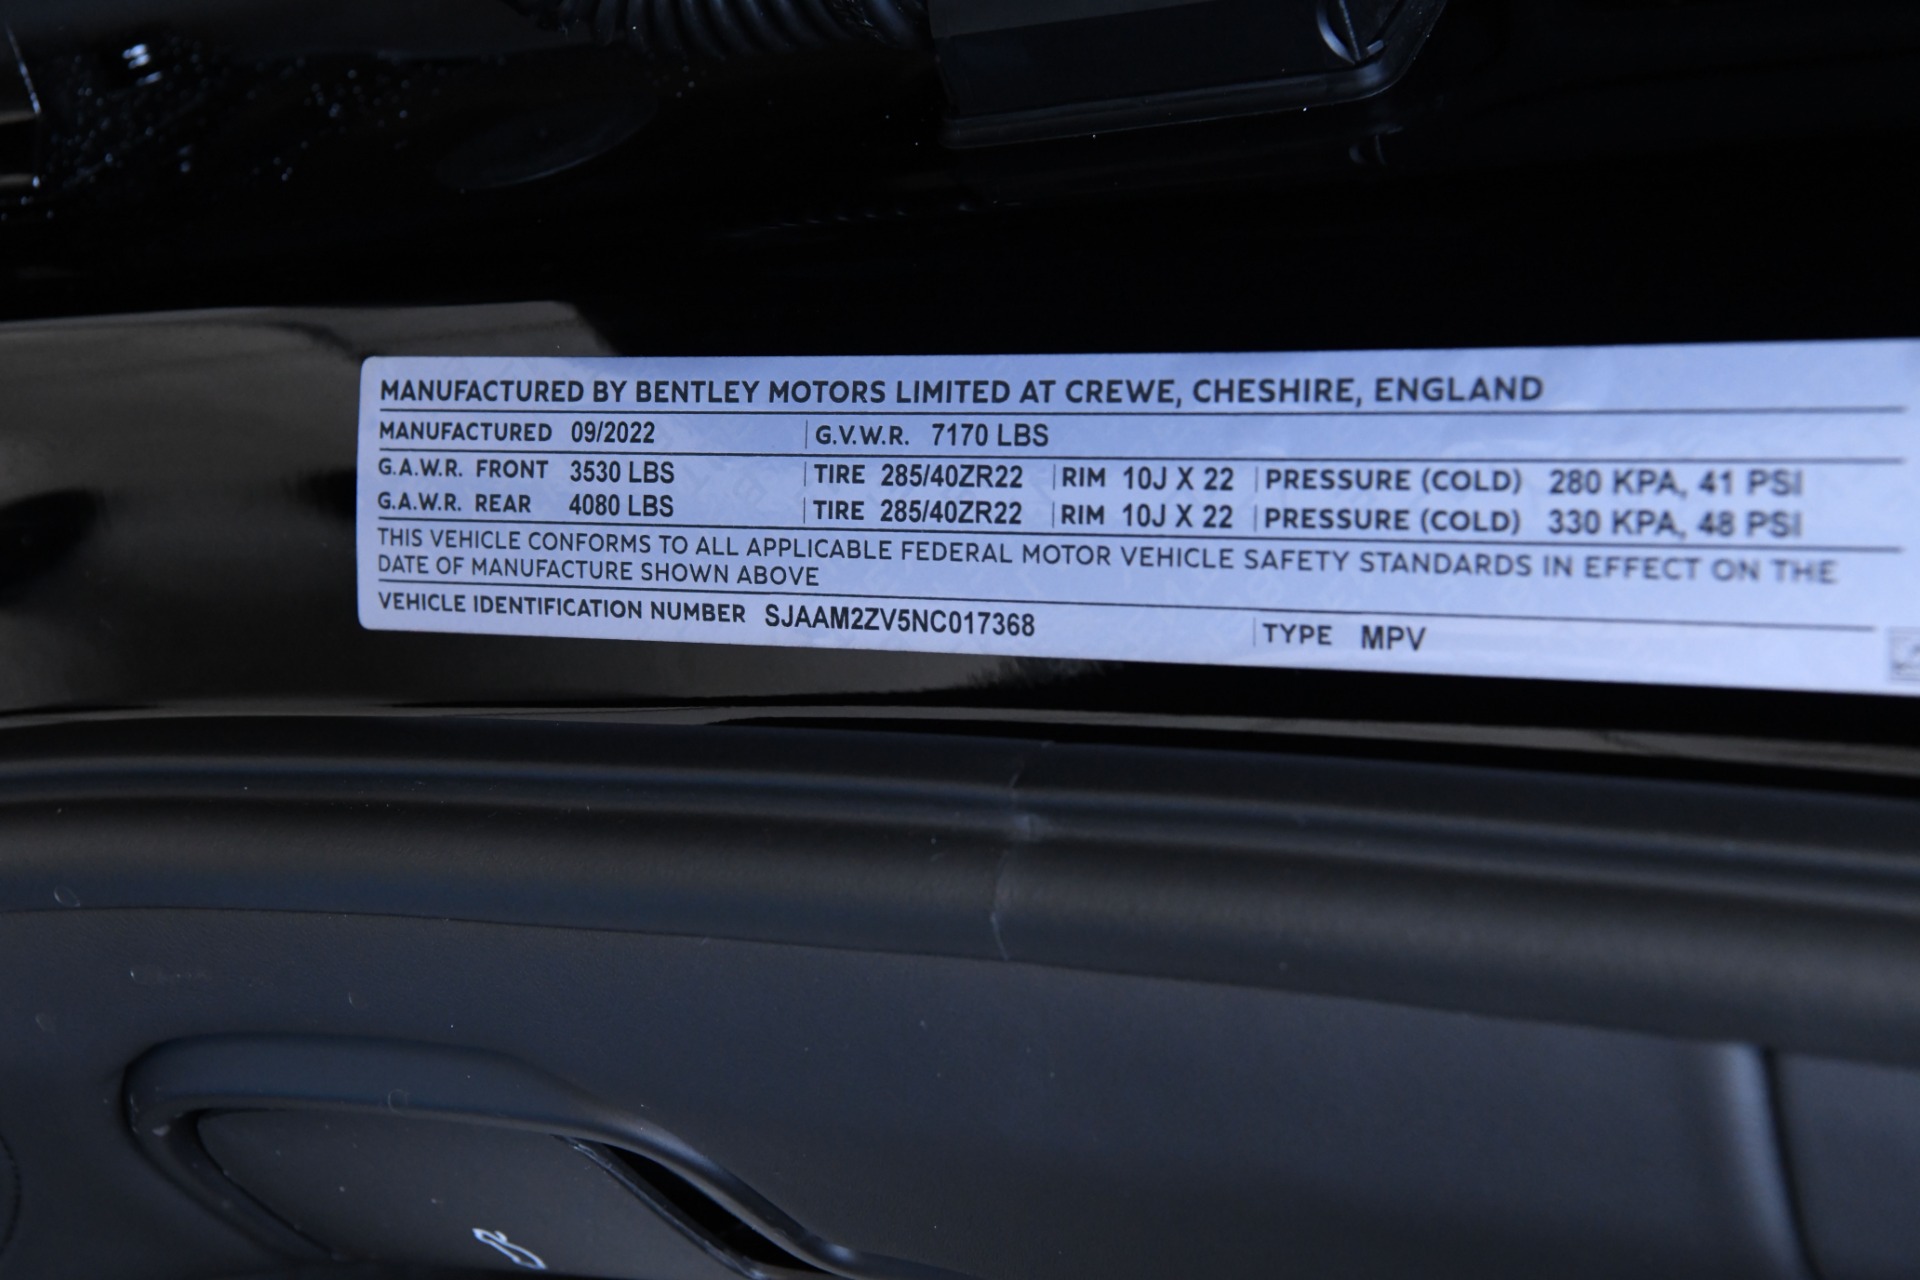 MANUFACTURED BY BENTLEY MOTORS LIMITED AT CREWE, CHESHIRE, ENGLAND
MANUFACTURED 09/2022 G.V.W.R. 7170 LBS
G.A.W.R. FRONT 3530 LBS TIRE 285/40ZR22 RIM 10J X 22 PRESSURE (COLD) 280 KPA, 41 PSI
G.A.W.R. REAR 4080 LBS TIRE 285/40ZR22 RIM 10J X 22 PRESSURE (COLD) 330 KPA, 48 PSI
THIS VEHICLE CONFORMS TO ALL APPLICABLE FEDERAL MOTOR VEHICLE SAFETY STANDARDS IN EFFECT ON THE
DATE OF MANUFACTURE SHOWN ABOVE
VEHICLE IDENTIFICATION NUMBER SJAAM2ZV5NC017368 TYPE MPV